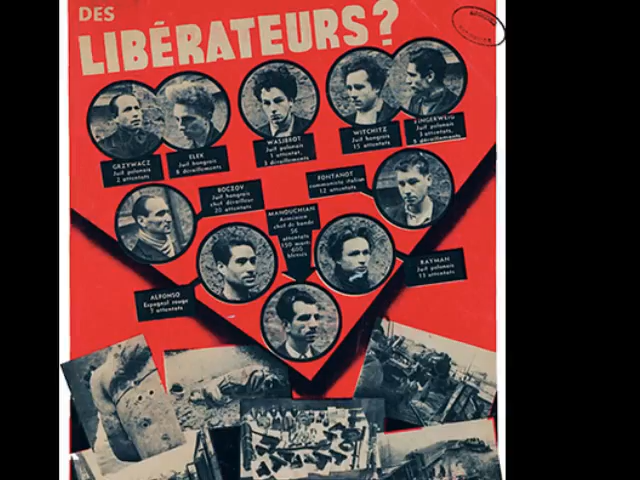 DES
LIBÉRATEURS?
GRZYWACZ
Juif polonais
2 attentats
ELEK
Juif hongrois
8 déraillements
WASJBROT
Juif polonais
1 attentat,
3 déraillements
WITCHITZ
Juif hongrois
15 attentats
FINGERWEIG
Juif polonais
3 attentats,
5 déraillements
BOCZOV
Juif hongrois
chef dérailleur
20 attentats
MANOUCHIAN
Arménien
chef de bande
56
attentats
150 morts
600
blessés
FONTANOT
communiste italien
12 attentats
ALFONSO
Espagnol rouge
7 attentats
RAYMAN
Juif polonais
13 attentats